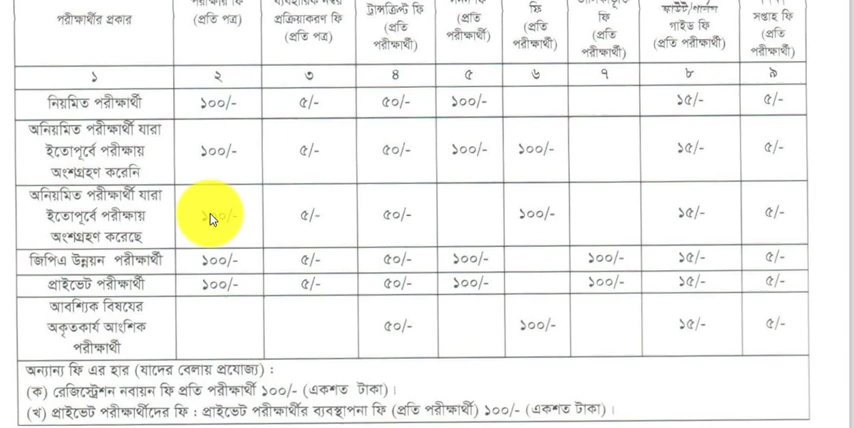 পরীক্ষার্থীর প্রকার (প্রতি পত্র) প্রক্রিয়াকরণ ফি (প্রতি পত্র) ট্রান্সক্রিপ্ট ফি (প্রতি পরীক্ষার্থী) (প্রতি পরীক্ষার্থী) ফি (প্রতি পরীক্ষার্থী) ফি (প্রতি পরীক্ষার্থী) গাইড ফি (প্রতি পরীক্ষার্থী) সপ্তাহ ফি (প্রতি পরীক্ষার্থী)
১ ২ ৩ ৪ ৫ ৬ ৭ ৮ ৯
নিয়মিত পরীক্ষার্থী ১০০/- ৫/- ৫০/- ১০০/- ১৫/- ৫/-
অনিয়মিত পরীক্ষার্থী যারা
ইতোপূর্বে পরীক্ষায় ১০০/- ৫/- ৫০/- ১০০/- ১০০/- ১৫/- ৫/-
অংশগ্রহণ করেনি
অনিয়মিত পরীক্ষার্থী যারা
ইতোপূর্বে পরীক্ষায় ১০০/- ৫/- ৫০/- ১০০/- ১৫/- ৫/-
অংশগ্রহণ করেছে
জিপিএ উন্নয়ন পরীক্ষার্থী ১০০/- ৫/- ৫০/- ১০০/- ১০০/- ১৫/- ৫/-
প্রাইভেট পরীক্ষার্থী ১০০/- ৫/- ৫০/- ১০০/- ১০০/- ১৫/- ৫/-
আবশ্যিক বিষয়ের
অকৃতকার্য আংশিক ৫০/- ১০০/- ১৫/- ৫/-
পরীক্ষার্থী
অন্যান্য ফি এর হার (যাদের বেলায় প্রযোজ্য) :
(ক) রেজিস্ট্রেশন নবায়ন ফি প্রতি পরীক্ষার্থী ১০০/- (একশত টাকা)।
(খ) প্রাইভেট পরীক্ষার্থীদের ফি : প্রাইভেট পরীক্ষার্থীর ব্যবস্থাপনা ফি (প্রতি পরীক্ষার্থী) ১০০/- (একশত টাকা)।